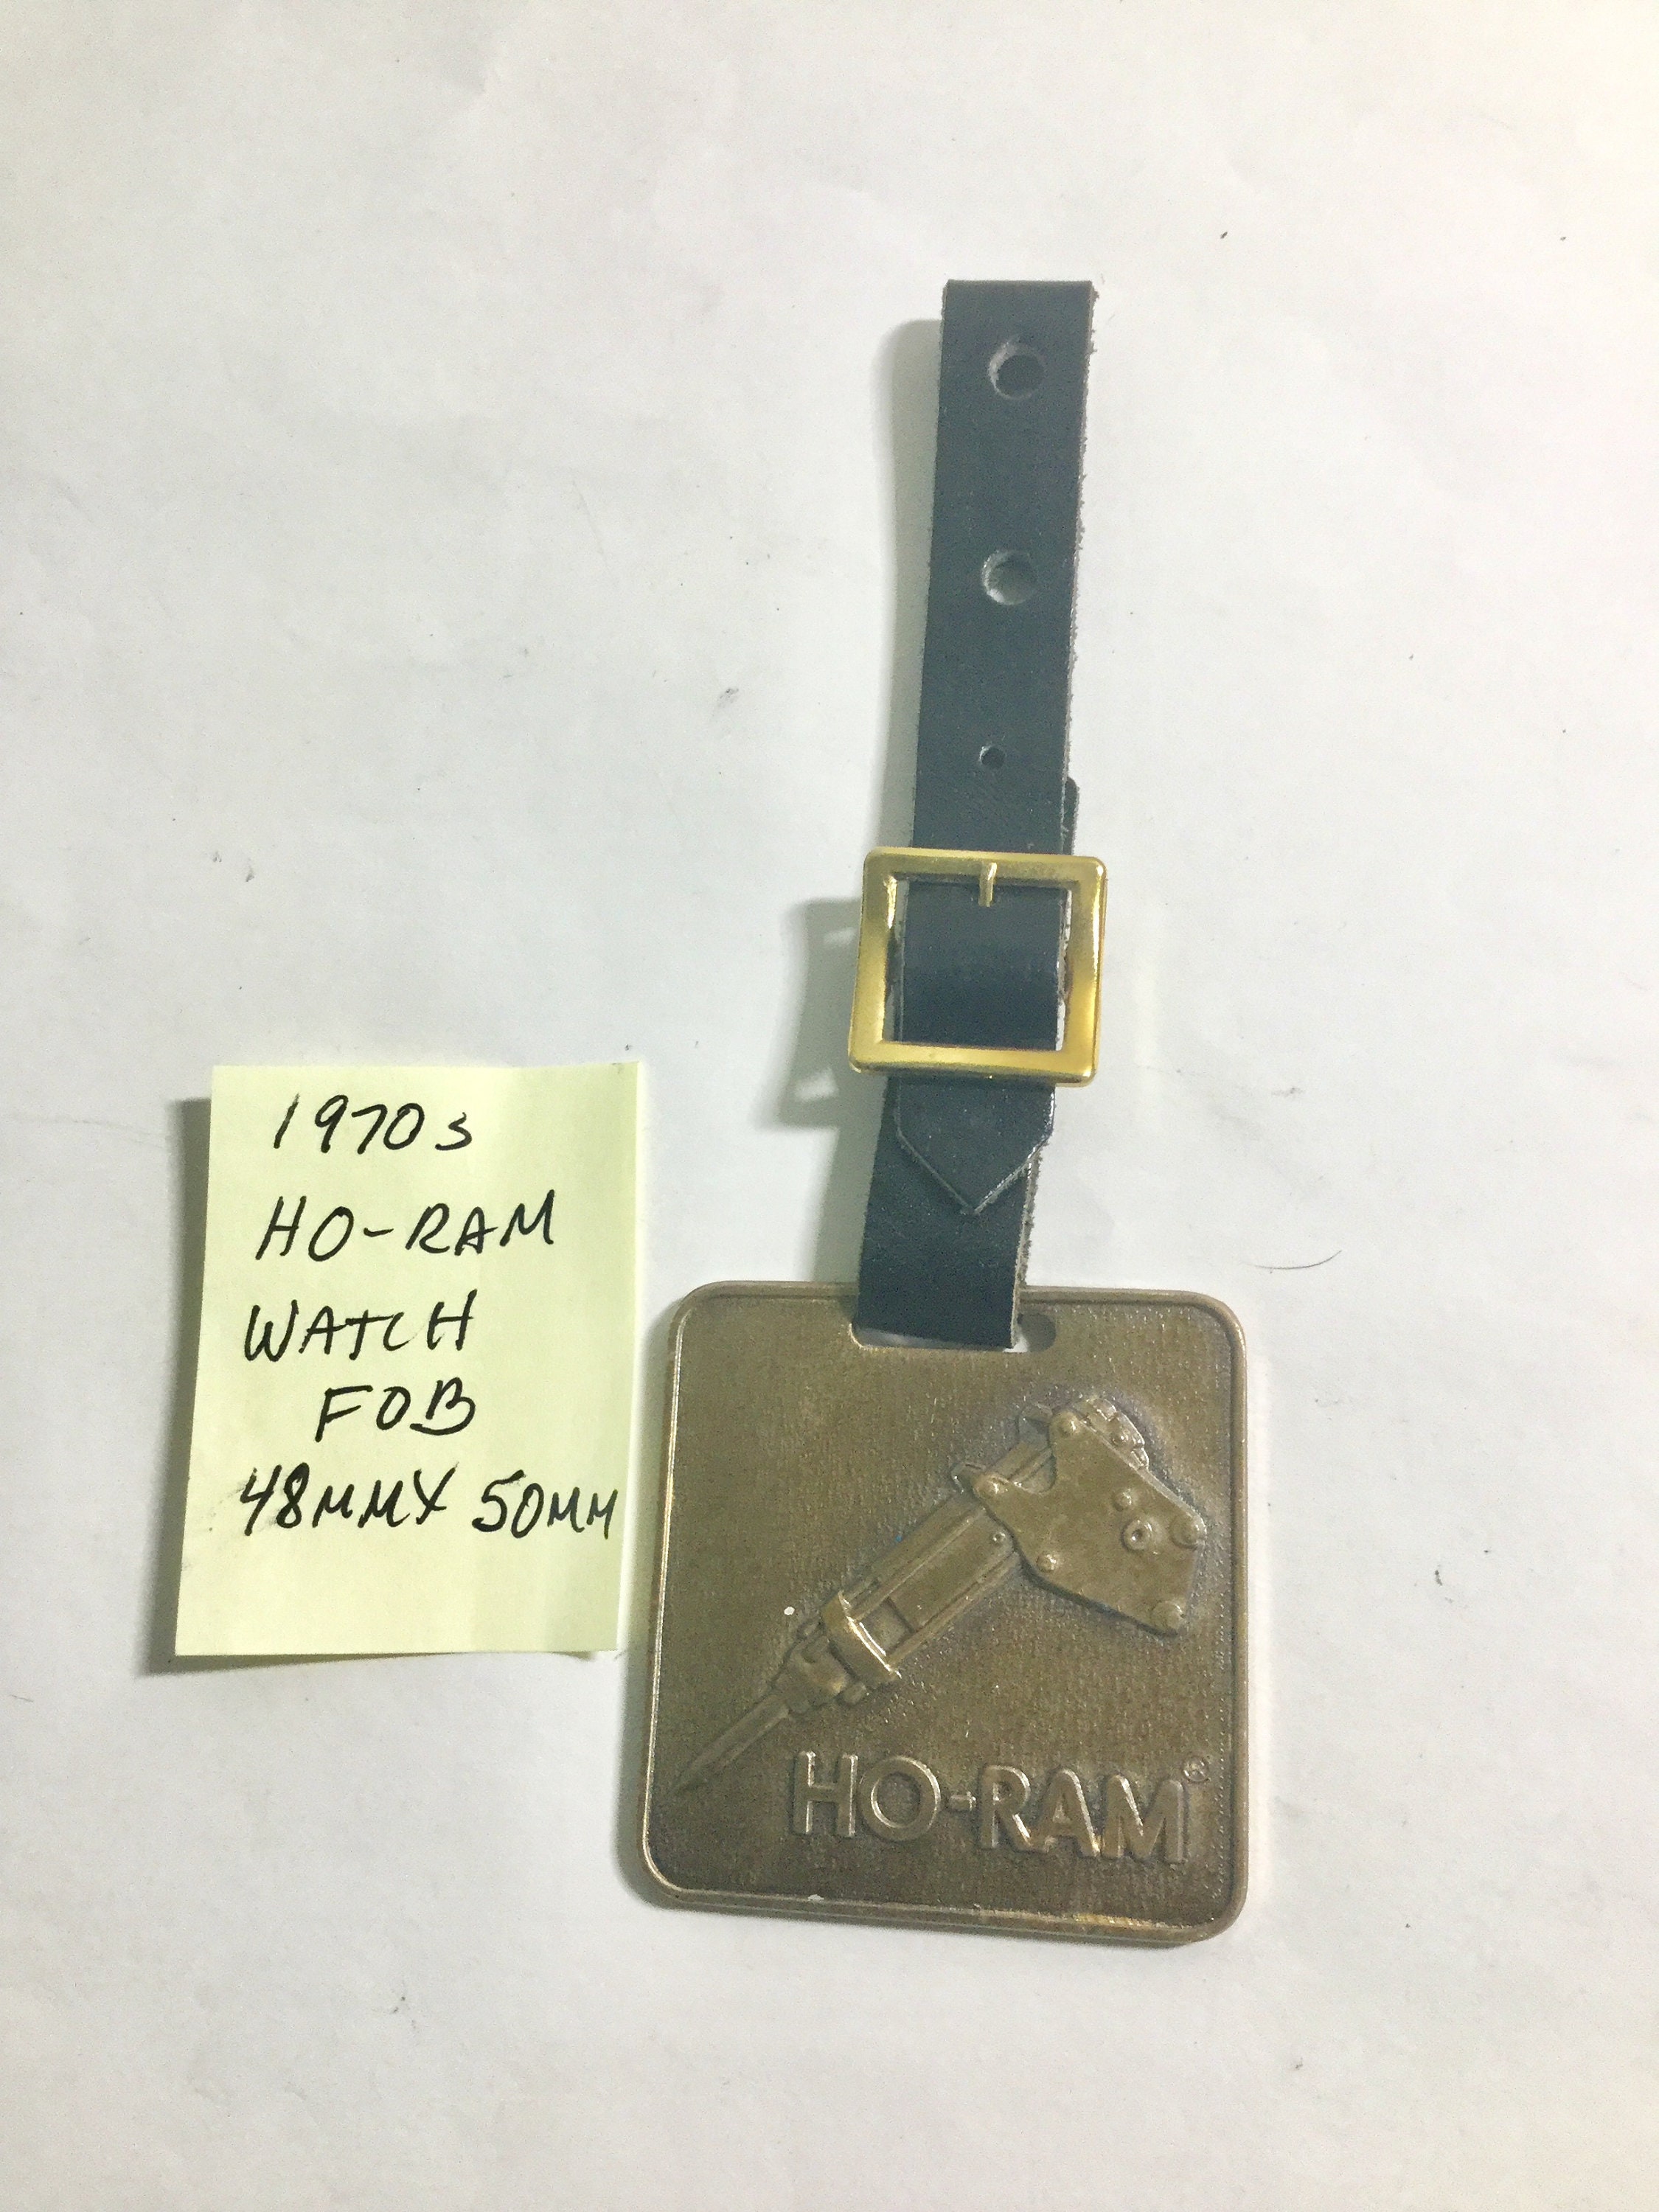 1970s
HO-RAM
WATCH
FOB
48MMX 50MM
HO-RAM®